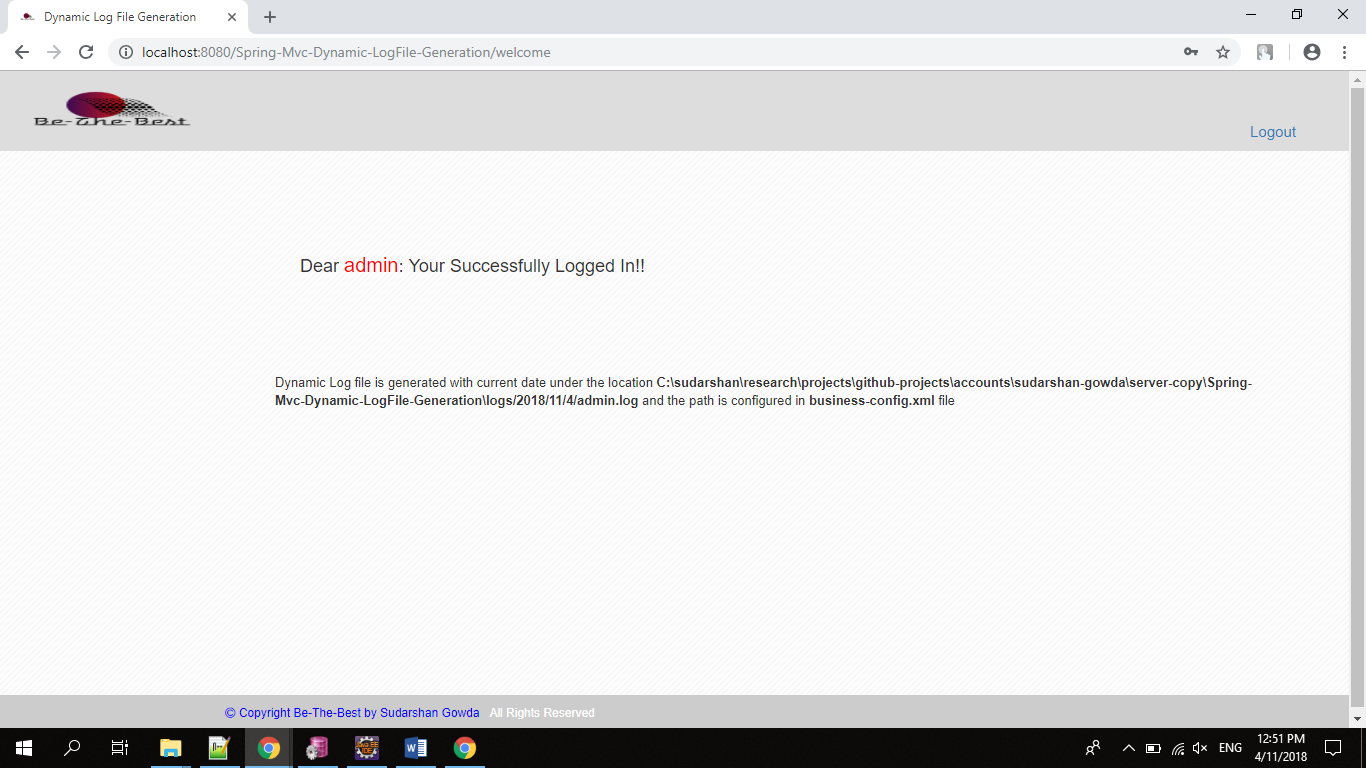 Dynamic Log File Generation
localhost:8080/Spring-Mvc-Dynamic-LogFile-Generation/welcome
Be-The-Best
Logout
Dear admin: Your Successfully Logged In!!
Dynamic Log file is generated with current date under the location C:\sudarshan\research\projects\github-projects\accounts\sudarshan-gowda\server-copy\Spring-
Mvc-Dynamic-LogFile-Generation\logs/2018/11/4/admin.log and the path is configured in business-config.xml file
© Copyright Be-The-Best by Sudarshan Gowda All Rights Reserved
Java EE
IDE
ENG
12:51 PM
4/11/2018